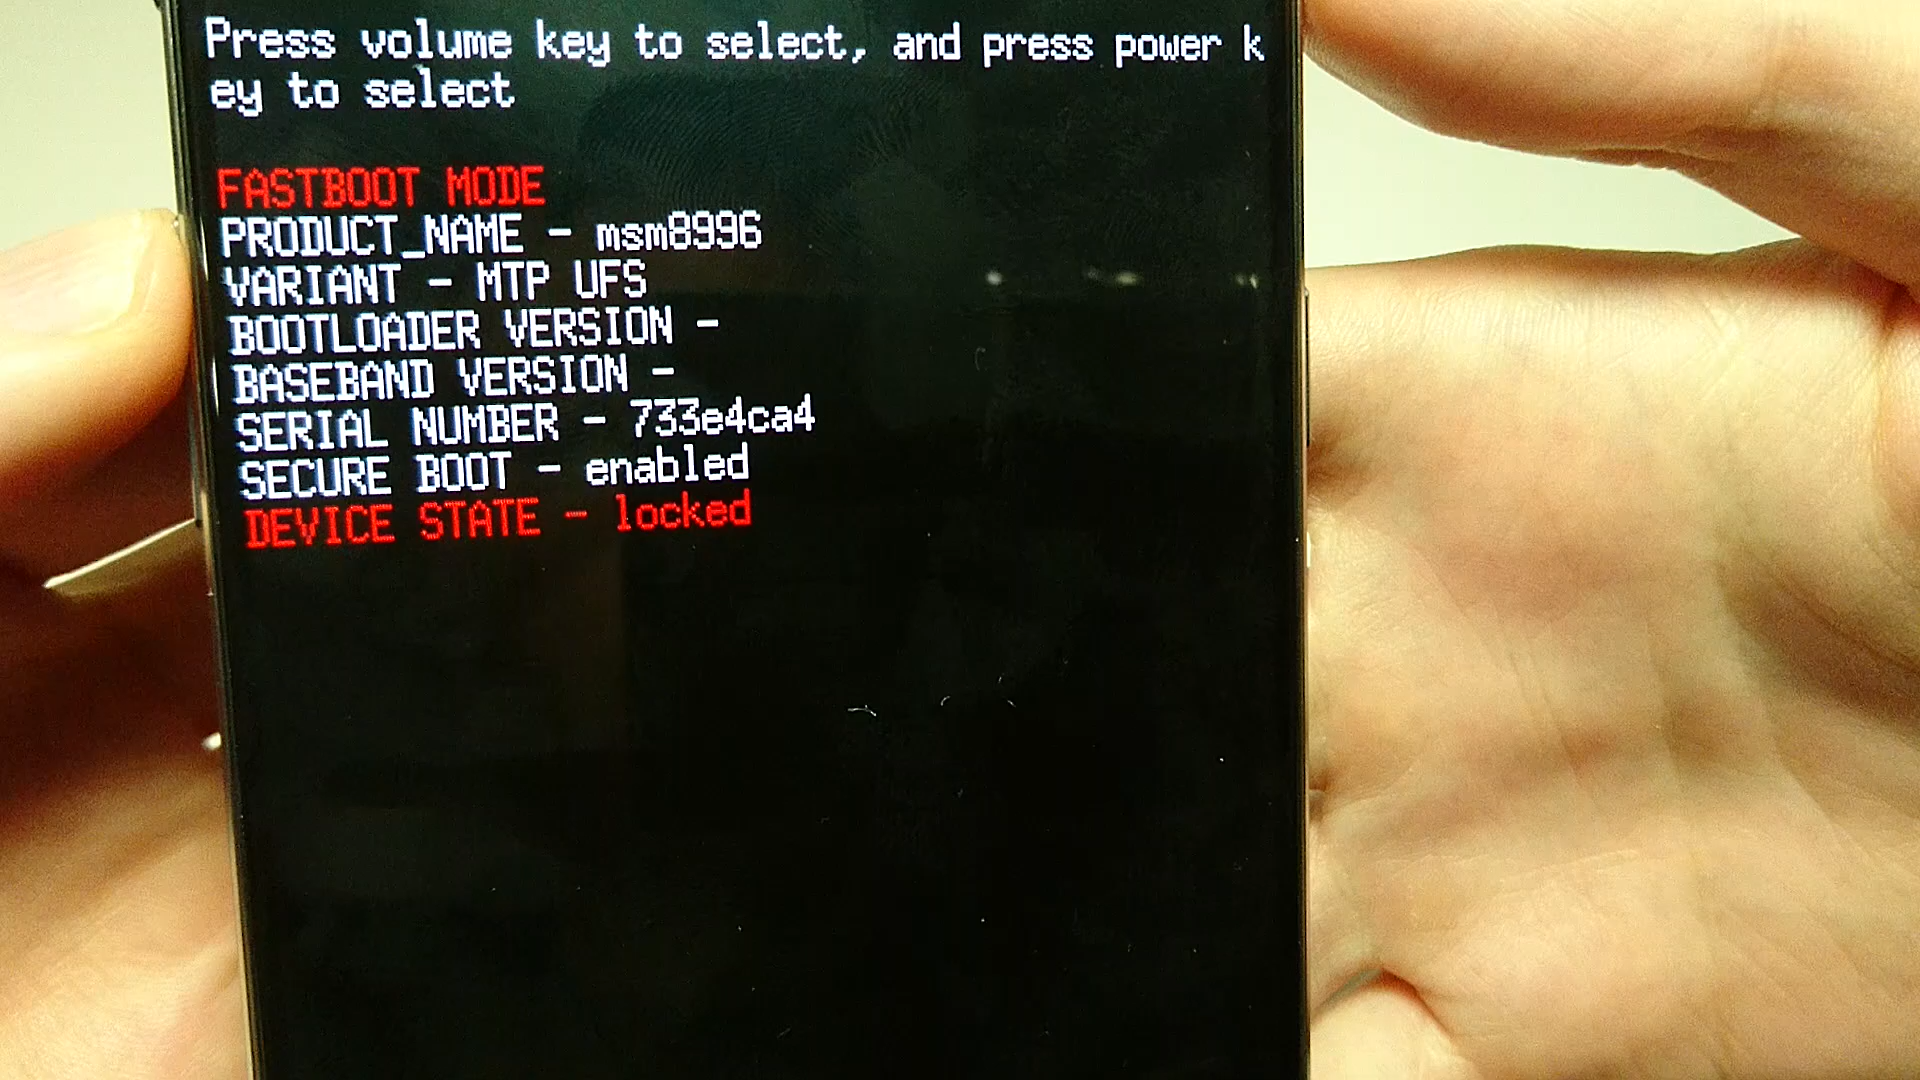 Press volume key to select, and press power k
ey to select
FASTBOOT MODE
PRODUCT_NAME - msm8996
VARIANT - MTP UFS
BOOTLOADER VERSION -
BASEBAND VERSION -
SERIAL NUMBER - 733e4ca4
SECURE BOOT - enabled
DEVICE STATE - locked